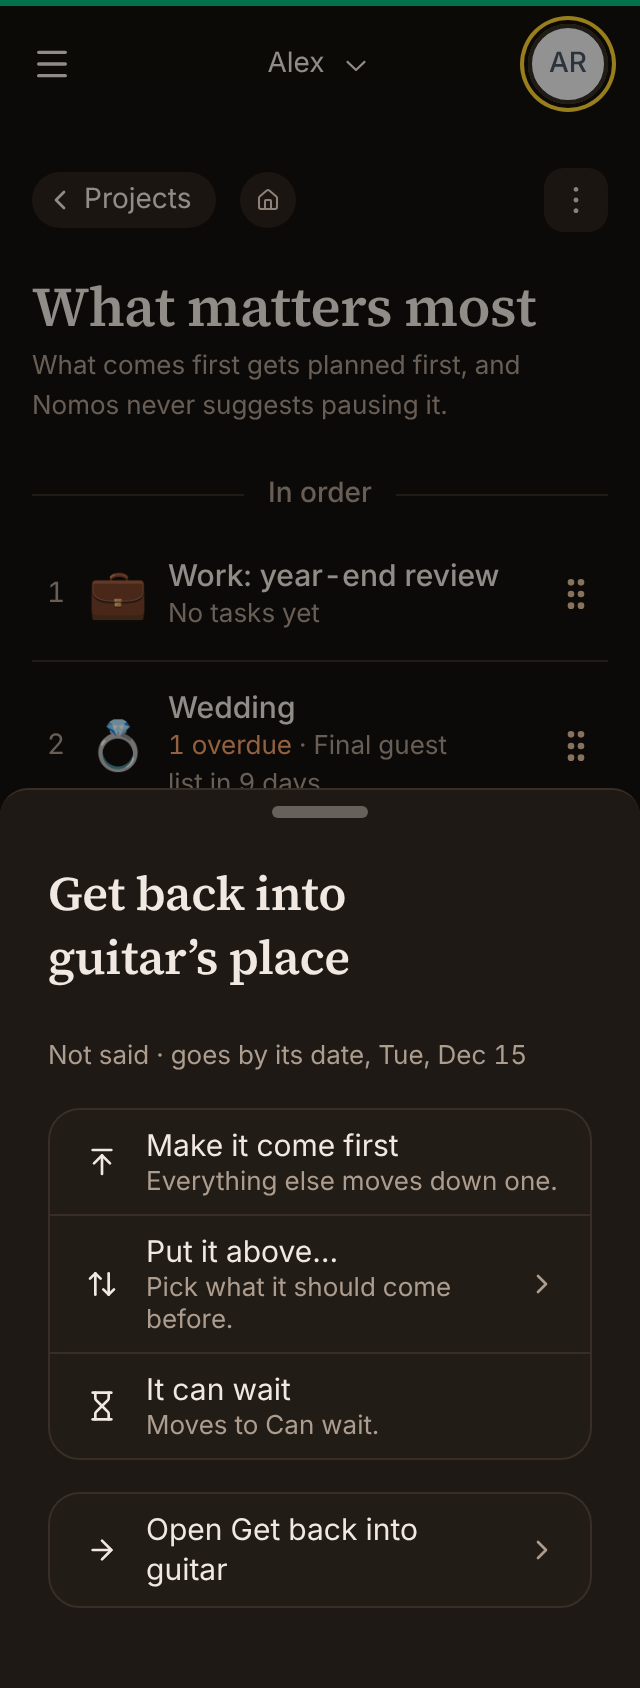 Alex
AR
Projects
What matters most
What comes first gets planned first, and
Nomos never suggests pausing it.
In order
1
Work: year-end review
No tasks yet
2
Wedding
1 overdue · Final guest
list in 9 days
Get back into
guitar’s place
Not said · goes by its date, Tue, Dec 15
Make it come first
Everything else moves down one.
Put it above…
Pick what it should come
before.
It can wait
Moves to Can wait.
Open Get back into
guitar